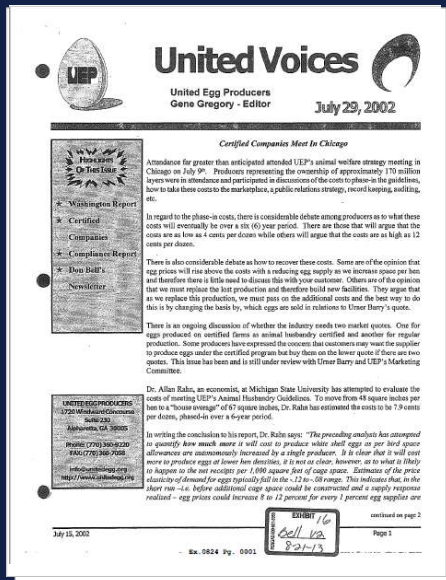 UEP
United Voices
United Egg Producers
Gene Gregory - Editor
July 29, 2002
HIGHLIGHTS
OF THIS ISSUE
★ Washington Report
★ Certified
Companies
★ Compliance Report
★ Don Bell's
Newsletter
UNITED EGG PRODUCERS
1720 Windward Concourse
Suite 230
Alpharetta, GA 30005
Phone: (770) 360-9220
FAX: (770) 360-7058
info@unitedegg.org
http://www.unitedegg.org
Certified Companies Meet In Chicago
Attendance far greater than anticipated attended UEP's animal welfare strategy meeting in
Chicago on July 9th. Producers representing the ownership of approximately 170 million
layers were in attendance and participated in discussions of the costs to phase-in the guidelines,
how to take these costs to the marketplace, a public relations strategy, record keeping, auditing,
etc.
In regard to the phase-in costs, there is considerable debate among producers as to what these
costs will eventually be over a six (6) year period. There are those that will argue that the
costs are as low as 4 cents per dozen while others will argue that the costs are as high as 12
cents per dozen.
There is also considerable debate as how to recover these costs. Some are of the opinion that
egg prices will rise above the costs with a reducing egg supply as we increase space per hen
and therefore there is little need to discuss this with your customer. Others are of the opinion
that we must replace the lost production and therefore build new facilities. They argue that
as we replace this production, we must pass on the additional costs and the best way to do
this is by changing the basis by, which eggs are sold in relations to Urner Barry's quote.
There is an ongoing discussion of whether the industry needs two market quotes. One for
eggs produced on certified farms as animal husbandry certified and another for regular
production. Some producers have expressed the concern that customers may want the supplier
to produce eggs under the certified program but buy them on the lower quote if there are two
quotes. This issue has been and is still under review with Urner Barry and UEP's Marketing
Committee.
Dr. Allan Rahn, an economist, at Michigan State University has attempted to evaluate the
costs of meeting UEP's Animal Husbandry Guidelines. To move from 48 square inches per
hen to a "house average" of 67 square inches, Dr. Rahn has estimated the costs to be 7.9 cents
per dozen, phased-in over a 6-year period.
In writing the conclusion to his report, Dr. Rahn says: "The preceding analysis has attempted
to quantify how much more it will cost to produce white shell eggs as per bird space
allowances are autonomously increased by a single producer. It is clear that it will cost
more to produce eggs at lower hen densities, it is not as clear, however, as to what is likely
to happen to the net receipts per 1,000 square feet of cage space. Estimates of the price
elasticity of demand for eggs typically fall in the -.12 to -.08 range. This indicates that, in the
short run –i.e. before additional cage space could be constructed and a supply response
realized – egg prices could increase 8 to 12 percent for every 1 percent egg supplies are
continued on page 2
July 15, 2002
EXHIBIT 16
Bell V2
8-21-13
Page 1
Ex.0824 Pg. 0001